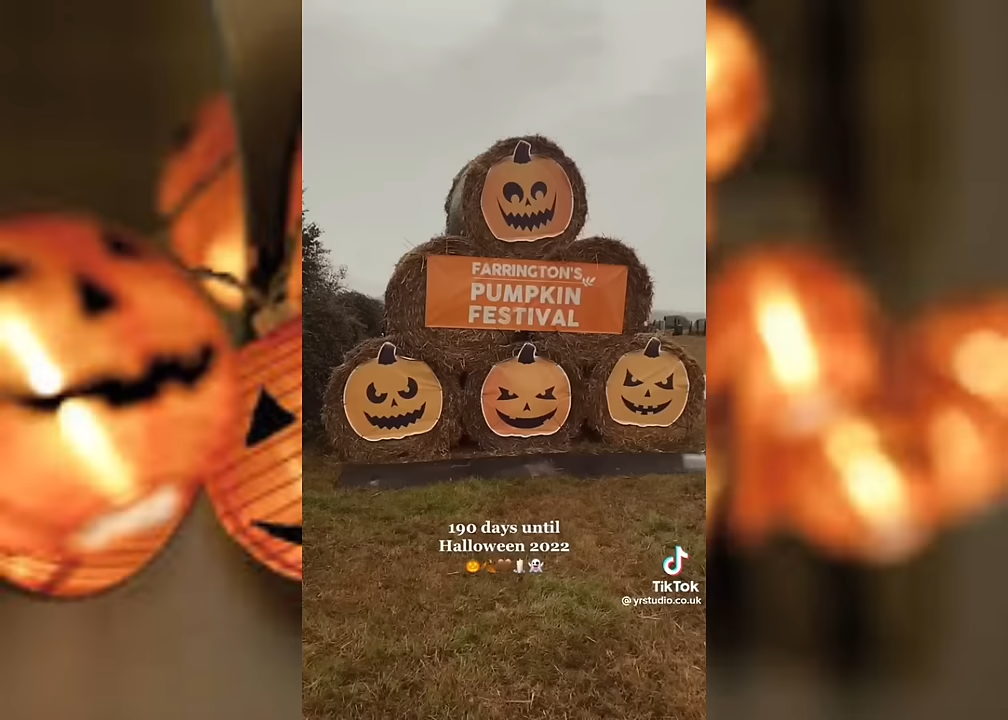 FARRINGTON'S
PUMPKIN
FESTIVAL
190 days until
Halloween 2022
🎃🍂🤎🕯️👻
TikTok
@yrstudio.co.uk